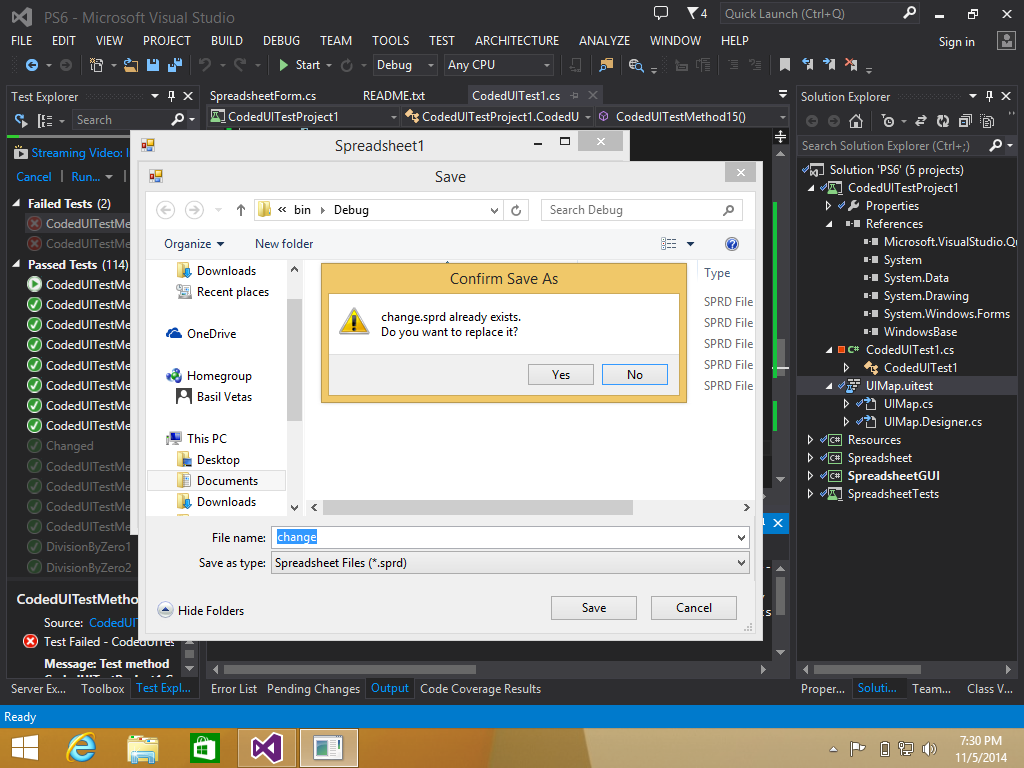 PS6 - Microsoft Visual Studio
4
Quick Launch (Ctrl+Q)
FILE EDIT VIEW PROJECT BUILD DEBUG TEAM TOOLS TEST ARCHITECTURE ANALYZE WINDOW HELP
Sign in
Start Debug Any CPU
Test Explorer
Search
Streaming Video:
Cancel | Run...
Failed Tests (2)
CodedUITestMe
CodedUITestMe
Passed Tests (114)
CodedUITestMe
CodedUITestMe
CodedUITestMe
CodedUITestMe
CodedUITestMe
CodedUITestMe
CodedUITestMe
CodedUITestMe
Changed
CodedUITestMe
CodedUITestMe
CodedUITestMe
CodedUITestMe
DivisionByZero1
DivisionByZero2
CodedUITestMetho
Source: CodedUI
Test Failed - CodedUITes
Message: Test method
Server Ex... Toolbox Test Expl...
SpreadsheetForm.cs README.txt CodedUITest1.cs
CodedUITestProject1 CodedUITestProject1.CodedU CodedUITestMethod15()
Spreadsheet1
Save
« bin Debug
Search Debug
Organize New folder
Downloads
Recent places
OneDrive
Homegroup
Basil Vetas
This PC
Desktop
Documents
Downloads
Type
SPRD File
SPRD File
SPRD File
SPRD File
SPRD File
Confirm Save As
change.sprd already exists.
Do you want to replace it?
Yes No
File name: change
Save as type: Spreadsheet Files (*.sprd)
Hide Folders
Save Cancel
Error List Pending Changes Output Code Coverage Results
Solution Explorer
Search Solution Explorer (Ctrl+;)
Solution 'PS6' (5 projects)
CodedUITestProject1
Properties
References
Microsoft.VisualStudio.Qu
System
System.Data
System.Drawing
System.Windows.Forms
WindowsBase
C# CodedUITest1.cs
CodedUITest1
UIMap.uitest
UIMap.cs
UIMap.Designer.cs
C# Resources
C# Spreadsheet
C# SpreadsheetGUI
SpreadsheetTests
Proper... Soluti... Team... Class V...
Ready
7:30 PM
11/5/2014